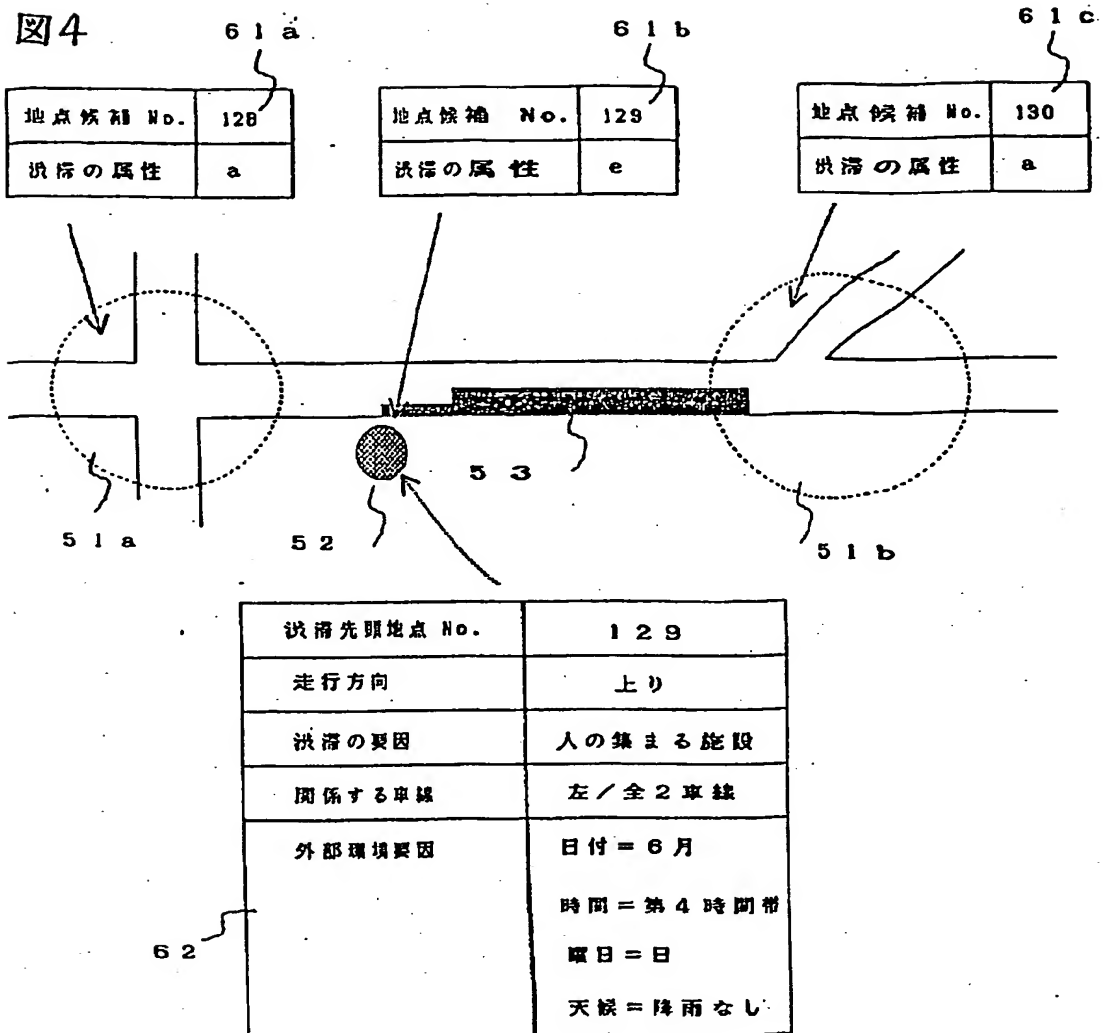 図4
61a
61b
61c
地点候補 No. 128
渋滞の属性 a
地点候補 No. 129
渋滞の属性 e
地点候補 No. 130
渋滞の属性 a
53
51a
52
51b
渋滞先頭地点 No. 129
走行方向 上り
渋滞の要因 人の集まる施設
関係する車線 左/全2車線
外部環境要因 日付=6月
時間=第4時間帯
62
曜日=日
天候=降雨なし